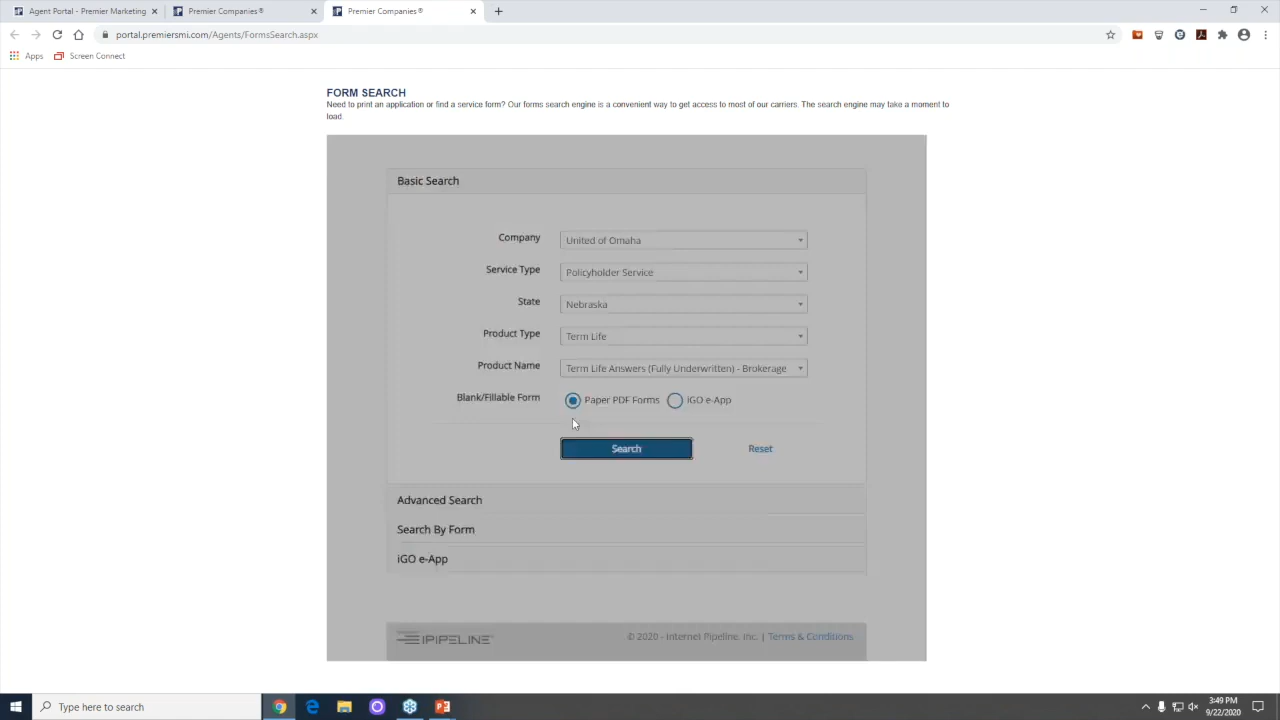 Agent Portal - Premier Marketing
Premier Companies®
Premier Companies®
portal.premiersmi.com/Agents/FormsSearch.aspx
Apps
Screen Connect
FORM SEARCH
Need to print an application or find a service form? Our forms search engine is a convenient way to get access to most of our carriers. The search engine may take a moment to
load.
Basic Search
Company United of Omaha
Service Type Policyholder Service
State Nebraska
Product Type Term Life
Product Name Term Life Answers (Fully Underwritten) - Brokerage
Blank/Fillable Form Paper PDF Forms iGO e-App
Search Reset
Advanced Search
Search By Form
iGO e-App
IPIPELINE © 2020 - Internet Pipeline, Inc. | Terms & Conditions
Type here to search
3:49 PM
9/22/2020